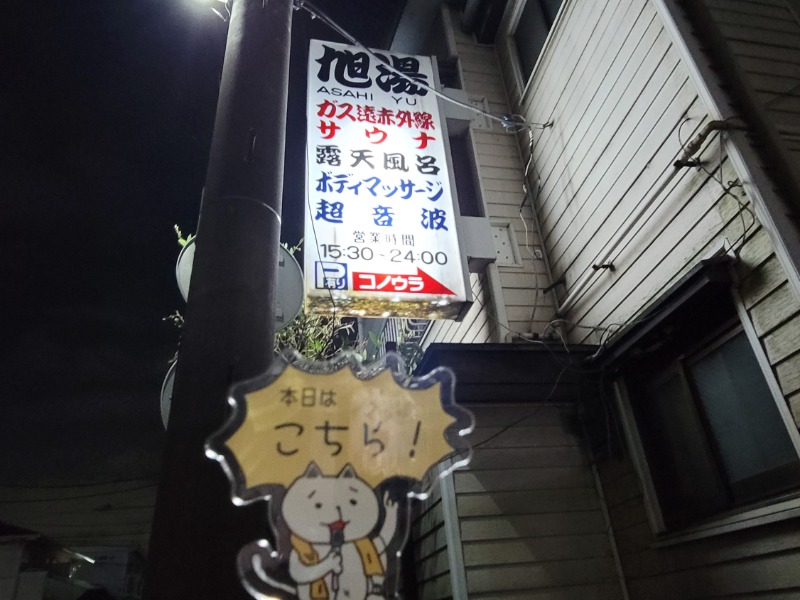 旭湯
ASAHI YU
ガス遠赤外線
サウナ
露天風呂
ボディマッサージ
超音波
営業時間
15:30~24:00
有り
コノウラ
本日は
こちら!